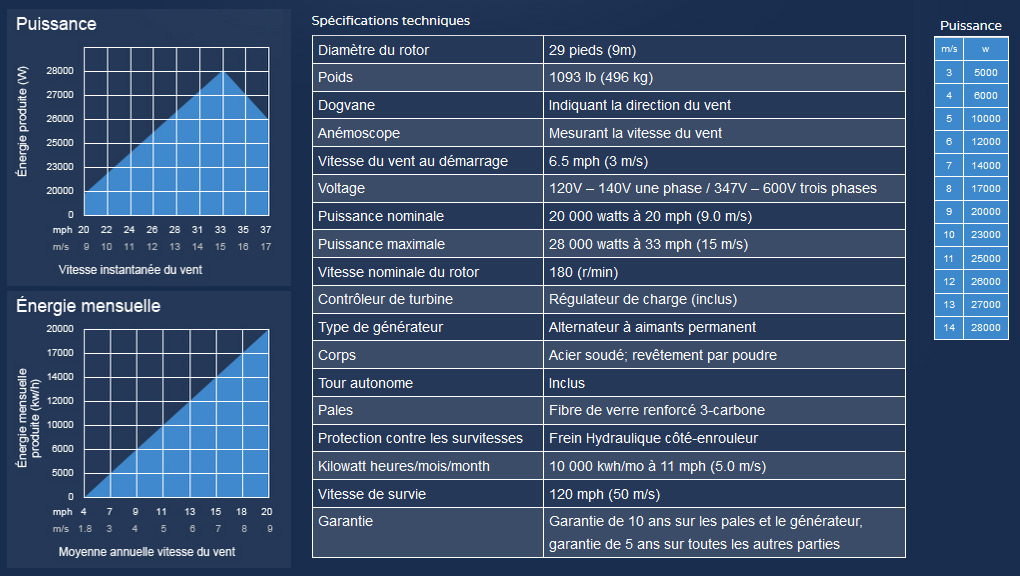 Puissance
Énergie produite (W)
28000
27000
26000
25000
23000
20000
0
mph 20 22 24 26 28 31 33 35 37
m/s 9 10 11 12 13 14 15 16 17
Vitesse instantanée du vent
Énergie mensuelle
Énergie mensuelle
produite (kw/h)
20000
17000
14000
12000
10000
6000
5000
0
mph 4 7 9 11 13 15 18 20
m/s 1.8 3 4 5 6 7 8 9
Moyenne annuelle vitesse du vent
Spécifications techniques
Diamètre du rotor 29 pieds (9m)
Poids 1093 lb (496 kg)
Dogvane Indiquant la direction du vent
Anémoscope Mesurant la vitesse du vent
Vitesse du vent au démarrage 6.5 mph (3 m/s)
Voltage 120V – 140V une phase / 347V – 600V trois phases
Puissance nominale 20 000 watts à 20 mph (9.0 m/s)
Puissance maximale 28 000 watts à 33 mph (15 m/s)
Vitesse nominale du rotor 180 (r/min)
Contrôleur de turbine Régulateur de charge (inclus)
Type de générateur Alternateur à aimants permanent
Corps Acier soudé; revêtement par poudre
Tour autonome Inclus
Pales Fibre de verre renforcé 3-carbone
Protection contre les survitesses Frein Hydraulique côté-enrouleur
Kilowatt heures/mois/month 10 000 kwh/mo à 11 mph (5.0 m/s)
Vitesse de survie 120 mph (50 m/s)
Garantie Garantie de 10 ans sur les pales et le générateur,
garantie de 5 ans sur toutes les autres parties
Puissance
m/s w
3 5000
4 6000
5 10000
6 12000
7 14000
8 17000
9 20000
10 23000
11 25000
12 26000
13 27000
14 28000